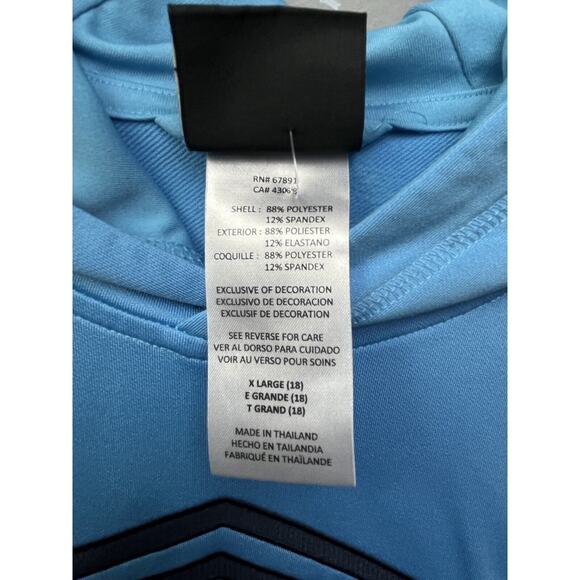 RN# 67891
CA# 43069
SHELL : 88% POLYESTER
12% SPANDEX
EXTERIOR : 88% POLIESTER
12% ELASTANO
COQUILLE : 88% POLYESTER
12% SPANDEX
EXCLUSIVE OF DECORATION
EXCLUSIVO DE DECORACION
EXCLUSIF DE DECORATION
SEE REVERSE FOR CARE
VER AL DORSO PARA CUIDADO
VOIR AU VERSO POUR SOINS
X LARGE (18)
E GRANDE (18)
T GRAND (18)
MADE IN THAILAND
HECHO EN TAILANDIA
FABRIQUÉ EN THAÏLANDE